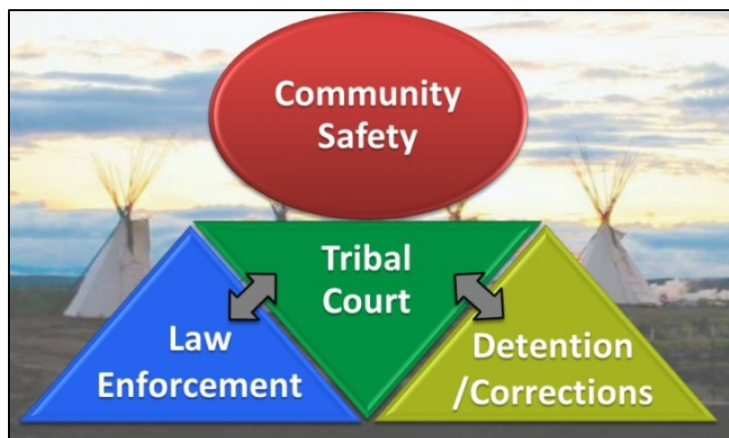 Community
Safety
Tribal
Court
Law
Enforcement
Detention
/Corrections